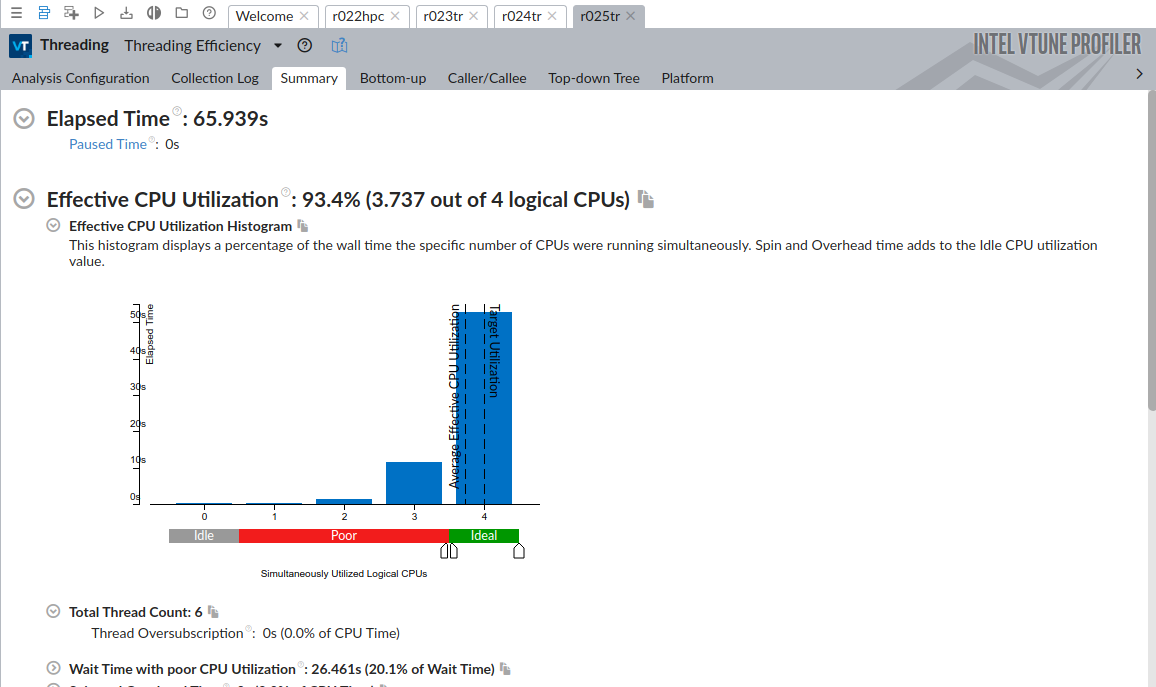 Welcome
r022hpc
r023tr
r024tr
r025tr
VT Threading Threading Efficiency
INTEL VTUNE PROFILER
Analysis Configuration Collection Log Summary Bottom-up Caller/Callee Top-down Tree Platform
Elapsed Time: 65.939s
Paused Time: 0s
Effective CPU Utilization: 93.4% (3.737 out of 4 logical CPUs)
Effective CPU Utilization Histogram
This histogram displays a percentage of the wall time the specific number of CPUs were running simultaneously. Spin and Overhead time adds to the Idle CPU utilization
value.
Elapsed Time
50s
40s
30s
20s
10s
0s
Average Effective CPU Utilization
Target Utilization
0 1 2 3 4
Idle Poor Ideal
Simultaneously Utilized Logical CPUs
Total Thread Count: 6
Thread Oversubscription: 0s (0.0% of CPU Time)
Wait Time with poor CPU Utilization: 26.461s (20.1% of Wait Time)